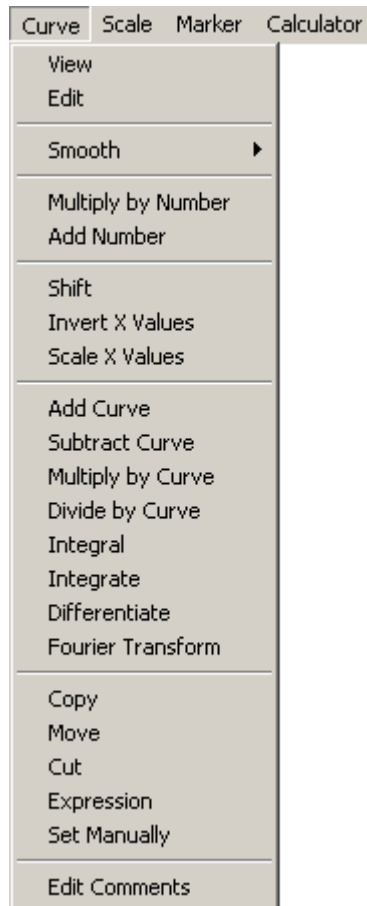 Curve Scale Marker Calculator
View
Edit
Smooth
Multiply by Number
Add Number
Shift
Invert X Values
Scale X Values
Add Curve
Subtract Curve
Multiply by Curve
Divide by Curve
Integral
Integrate
Differentiate
Fourier Transform
Copy
Move
Cut
Expression
Set Manually
Edit Comments